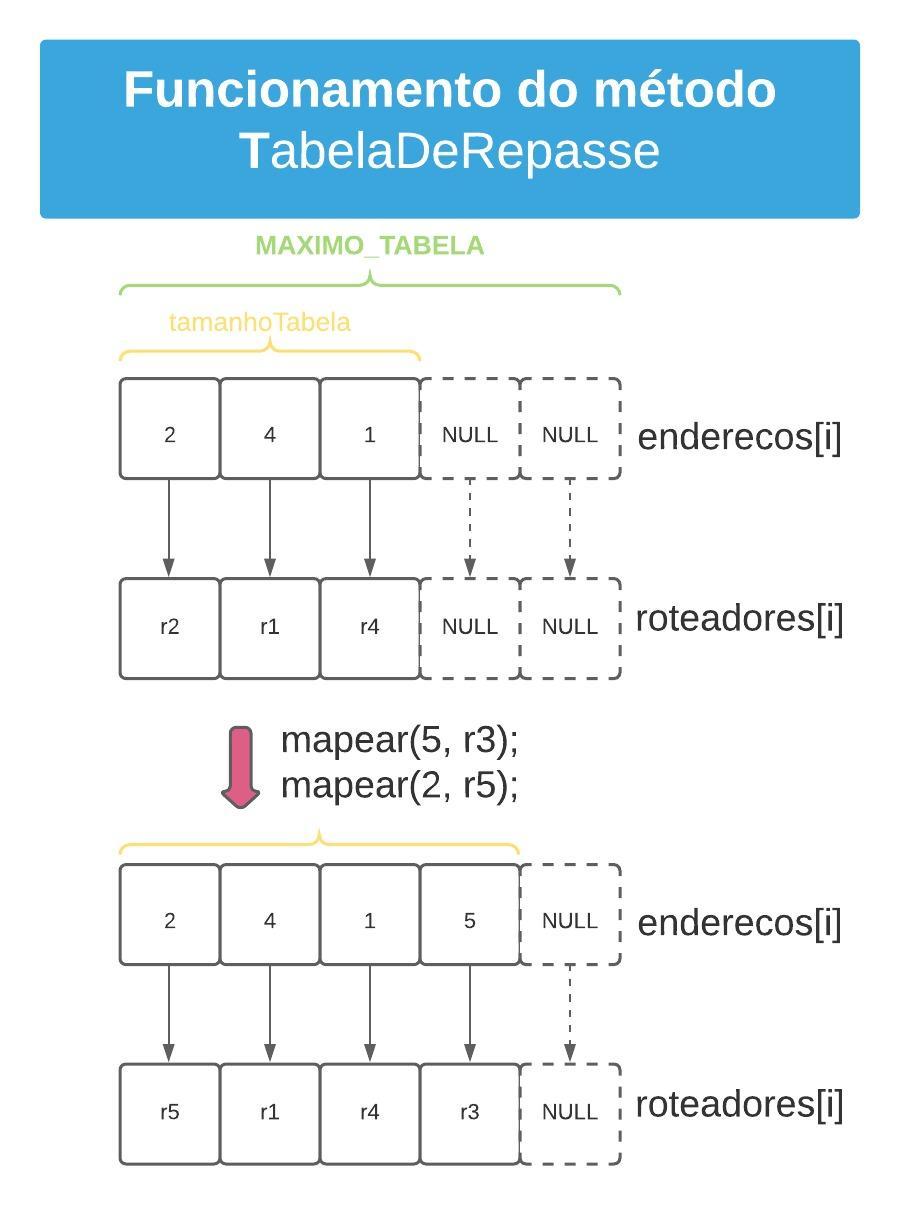 Funcionamento do método
TabelaDeRepasse
MAXIMO_TABELA
tamanhoTabela
2 4 1 NULL NULL enderecos[i]
r2 r1 r4 NULL NULL roteadores[i]
mapear(5, r3);
mapear(2, r5);
2 4 1 5 NULL enderecos[i]
r5 r1 r4 r3 NULL roteadores[i]